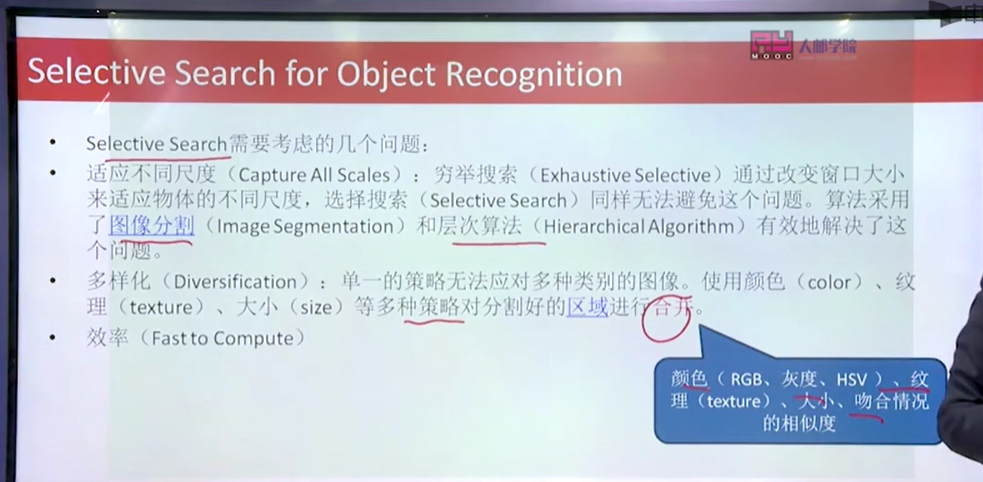 人邮学院
MOOC
Selective Search for Object Recognition
• Selective Search需要考虑的几个问题：
• 适应不同尺度（Capture All Scales）：穷举搜索（Exhaustive Selective）通过改变窗口大小
来适应物体的不同尺度，选择搜索（Selective Search）同样无法避免这个问题。算法采用
了图像分割（Image Segmentation）和层次算法（Hierarchical Algorithm）有效地解决了这
个问题。
• 多样化（Diversification）：单一的策略无法应对多种类别的图像。使用颜色（color）、纹
理（texture）、大小（size）等多种策略对分割好的区域进行合并。
• 效率（Fast to Compute）
颜色（ RGB、灰度、HSV ）、纹
理（texture）、大小、吻合情况
的相似度